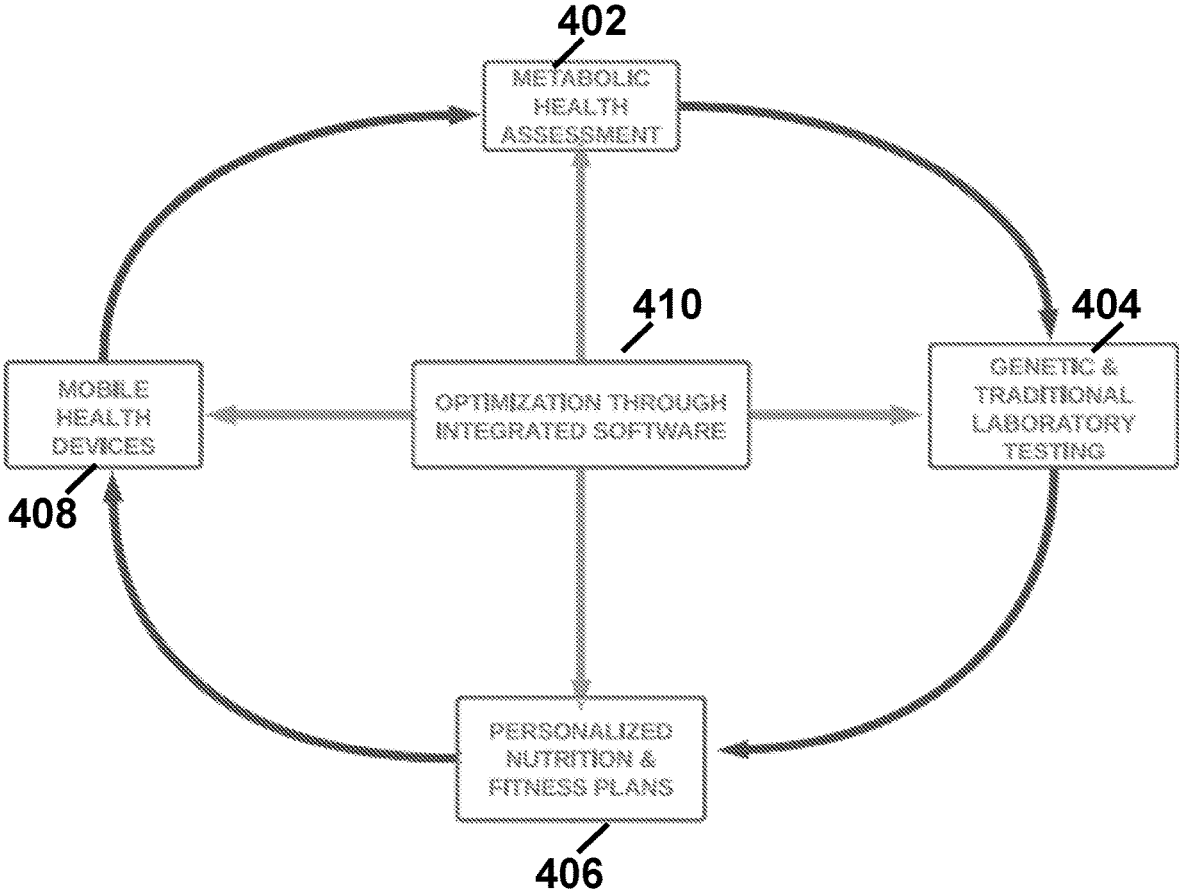 402
METABOLIC
HEALTH
ASSESSMENT
410
404
MOBILE
HEALTH
DEVICES
OPTIMIZATION THROUGH
INTEGRATED SOFTWARE
GENETIC &
TRADITIONAL
LABORATORY
TESTING
408
PERSONALIZED
NUTRITION &
FITNESS PLANS
406